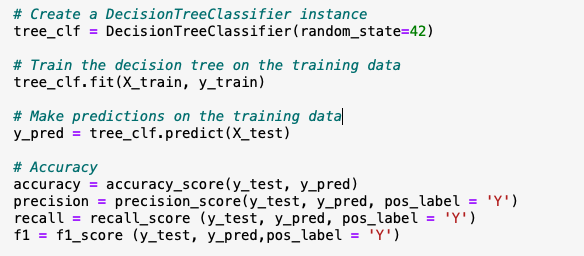 # Create a DecisionTreeClassifier instance
tree_clf = DecisionTreeClassifier(random_state=42)
# Train the decision tree on the training data
tree_clf.fit(X_train, y_train)
# Make predictions on the training data
y_pred = tree_clf.predict(X_test)
# Accuracy
accuracy = accuracy_score(y_test, y_pred)
precision = precision_score(y_test, y_pred, pos_label = 'Y')
recall = recall_score (y_test, y_pred, pos_label = 'Y')
f1 = f1_score (y_test, y_pred,pos_label = 'Y')